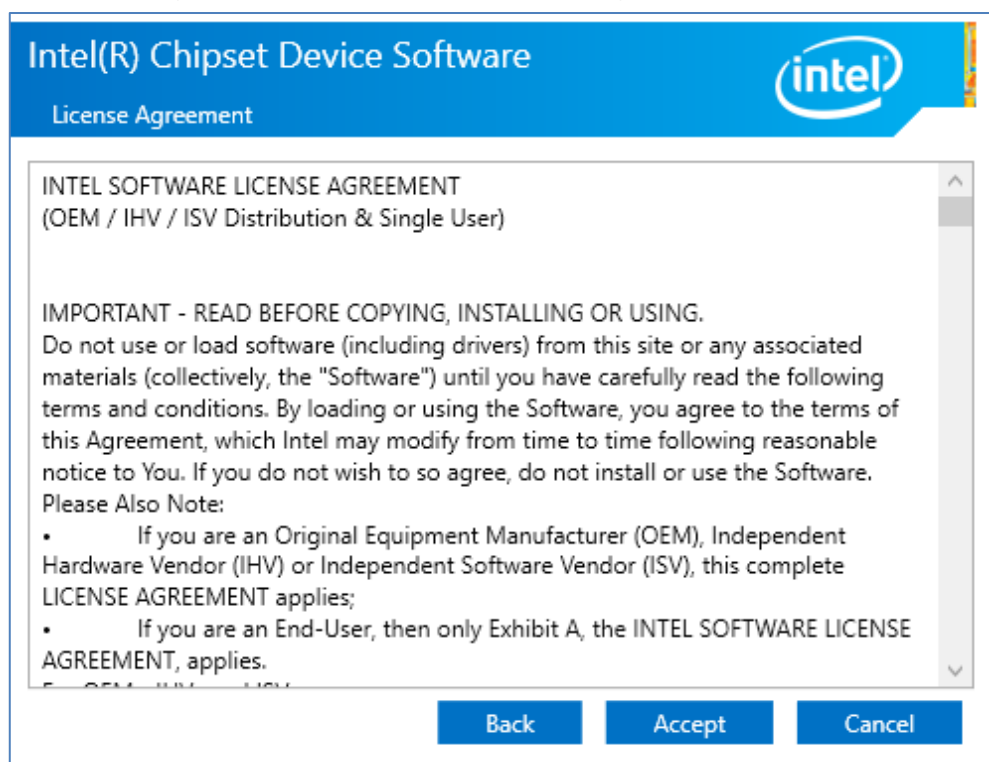 Intel(R) Chipset Device Software
intel
License Agreement
INTEL SOFTWARE LICENSE AGREEMENT
(OEM / IHV / ISV Distribution & Single User)
IMPORTANT - READ BEFORE COPYING, INSTALLING OR USING.
Do not use or load software (including drivers) from this site or any associated
materials (collectively, the "Software") until you have carefully read the following
terms and conditions. By loading or using the Software, you agree to the terms of
this Agreement, which Intel may modify from time to time following reasonable
notice to You. If you do not wish to so agree, do not install or use the Software.
Please Also Note:
• If you are an Original Equipment Manufacturer (OEM), Independent
Hardware Vendor (IHV) or Independent Software Vendor (ISV), this complete
LICENSE AGREEMENT applies;
• If you are an End-User, then only Exhibit A, the INTEL SOFTWARE LICENSE
AGREEMENT, applies.
Back Accept Cancel